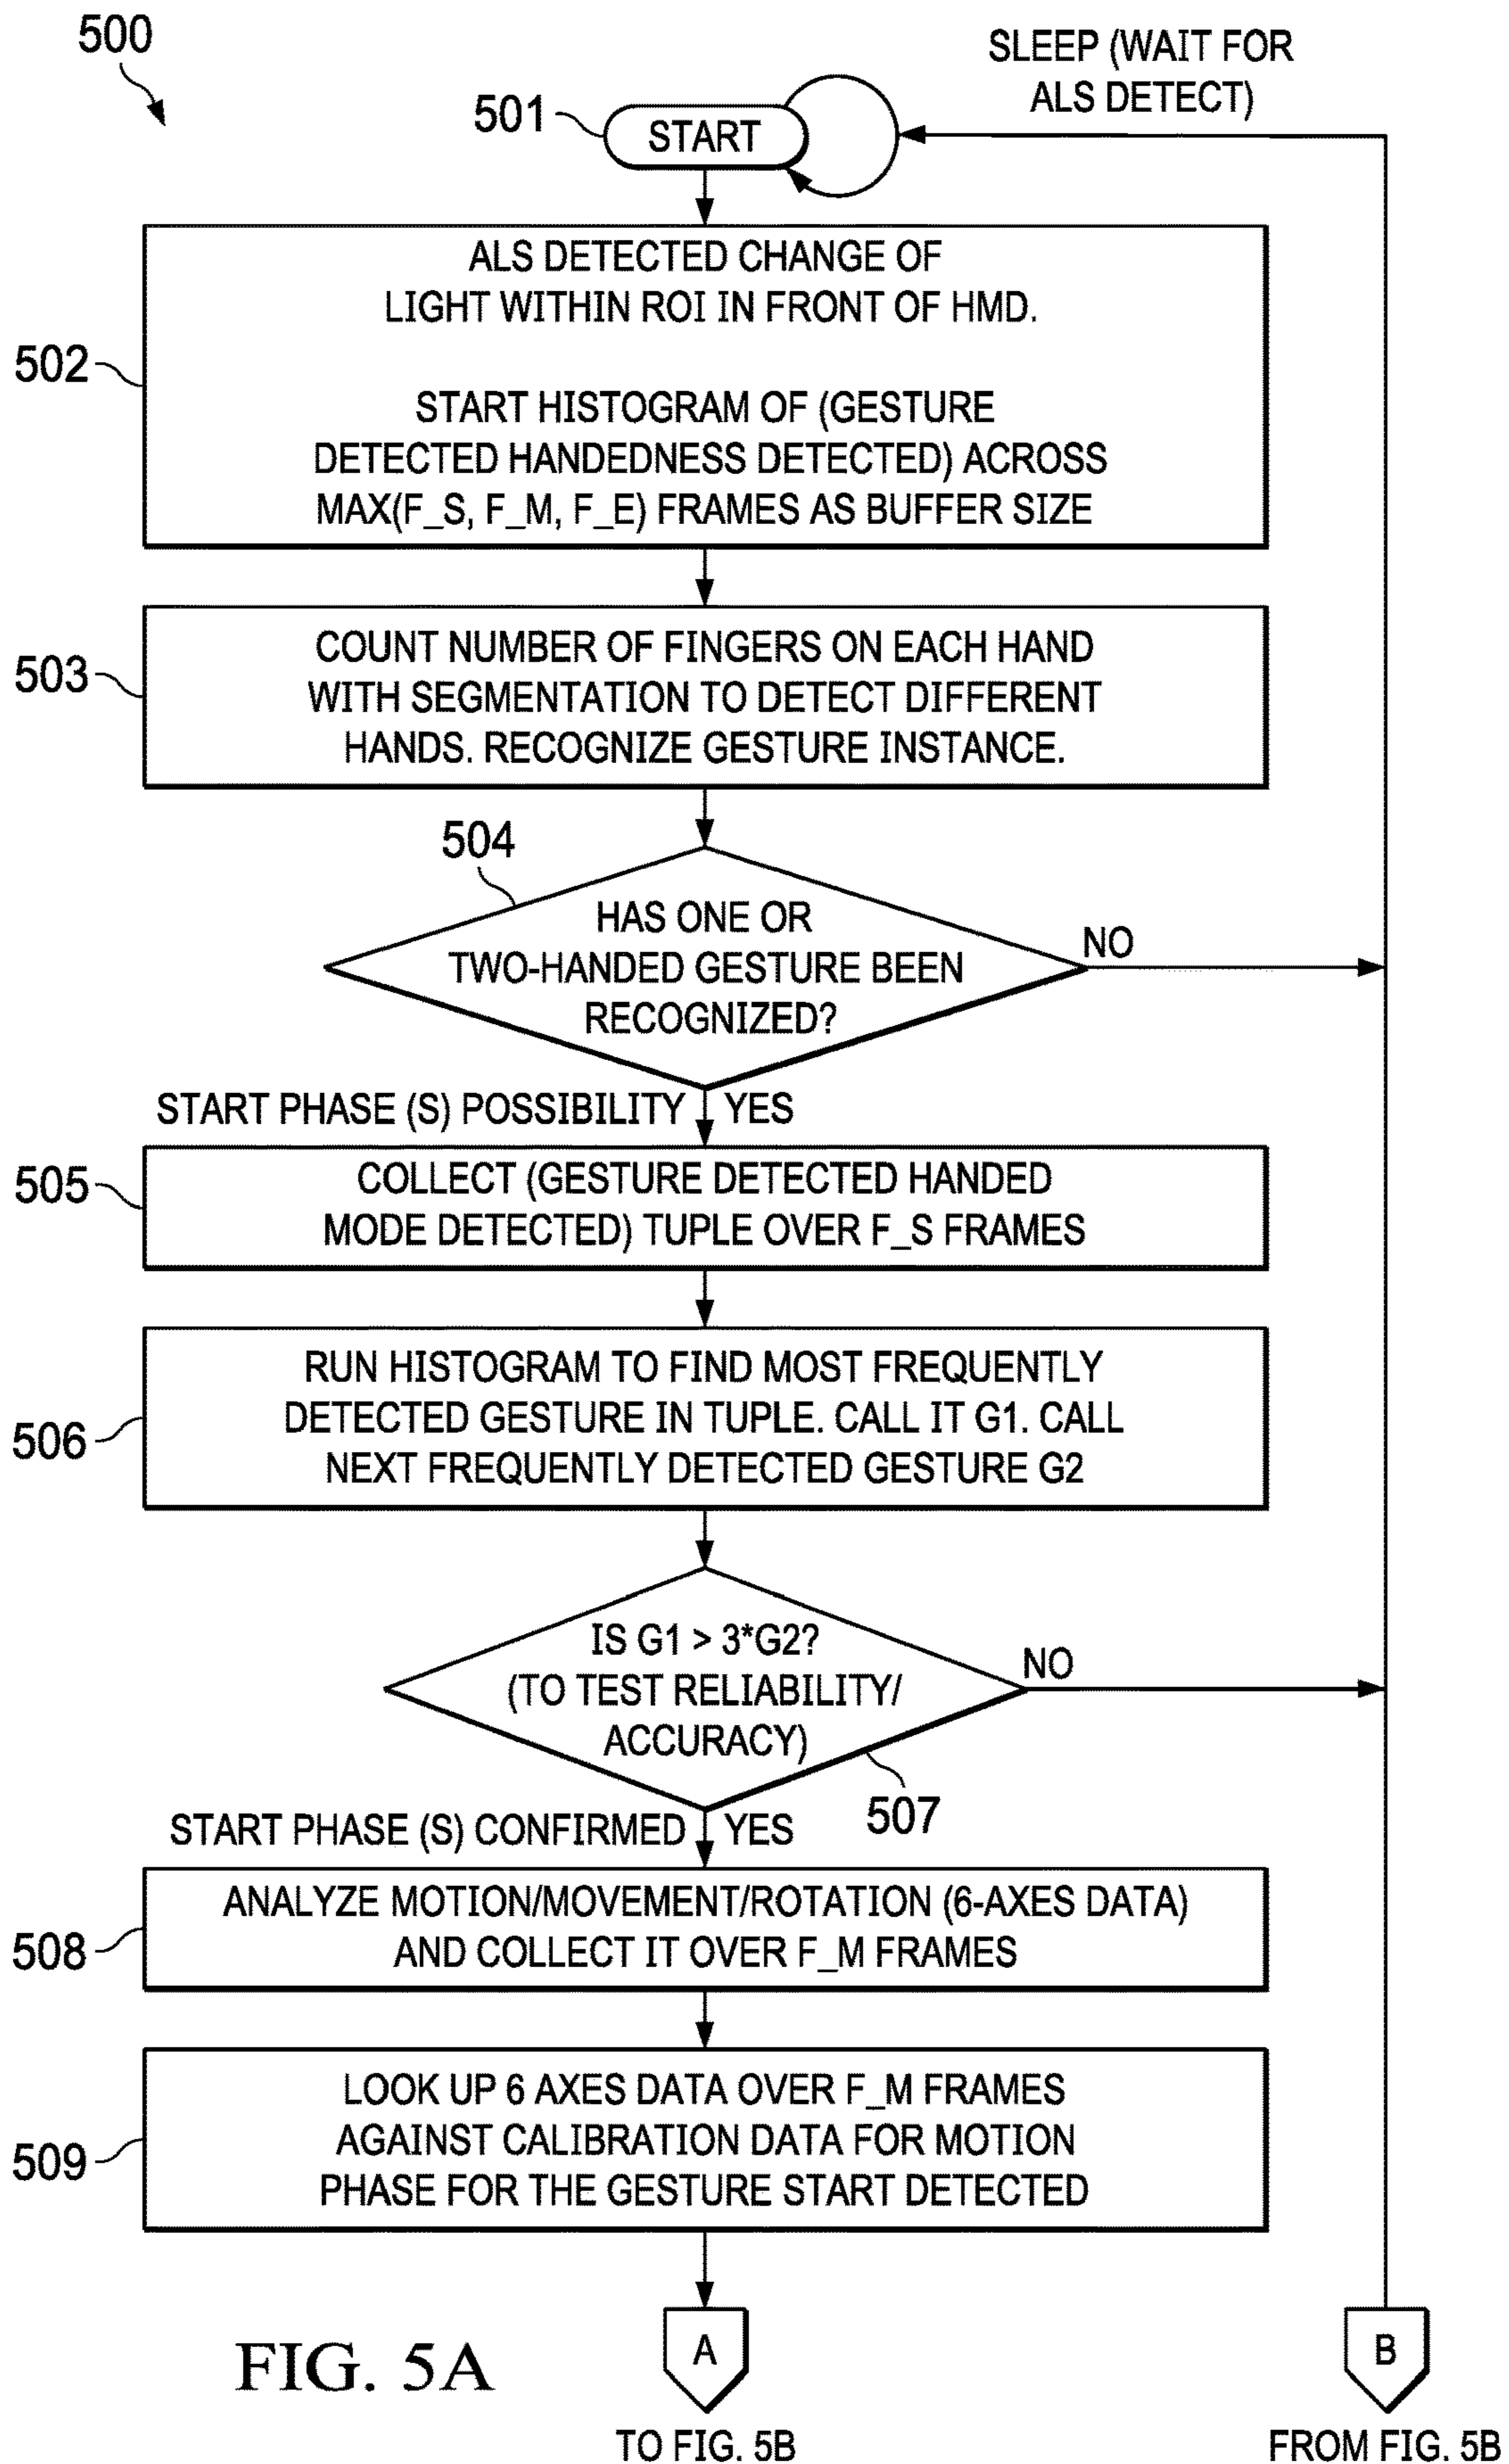 500
SLEEP (WAIT FOR
ALS DETECT)
501
START
ALS DETECTED CHANGE OF
LIGHT WITHIN ROI IN FRONT OF HMD.
502
START HISTOGRAM OF (GESTURE
DETECTED HANDEDNESS DETECTED) ACROSS
MAX(F_S, F_M, F_E) FRAMES AS BUFFER SIZE
503
COUNT NUMBER OF FINGERS ON EACH HAND
WITH SEGMENTATION TO DETECT DIFFERENT
HANDS. RECOGNIZE GESTURE INSTANCE.
504
HAS ONE OR
TWO-HANDED GESTURE BEEN
RECOGNIZED?
NO
START PHASE (S) POSSIBILITY YES
505
COLLECT (GESTURE DETECTED HANDED
MODE DETECTED) TUPLE OVER F_S FRAMES
506
RUN HISTOGRAM TO FIND MOST FREQUENTLY
DETECTED GESTURE IN TUPLE. CALL IT G1. CALL
NEXT FREQUENTLY DETECTED GESTURE G2
IS G1 > 3*G2?
(TO TEST RELIABILITY/
ACCURACY)
NO
507
START PHASE (S) CONFIRMED YES
508
ANALYZE MOTION/MOVEMENT/ROTATION (6-AXES DATA)
AND COLLECT IT OVER F_M FRAMES
509
LOOK UP 6 AXES DATA OVER F_M FRAMES
AGAINST CALIBRATION DATA FOR MOTION
PHASE FOR THE GESTURE START DETECTED
FIG. 5A
A
B
TO FIG. 5B
FROM FIG. 5B